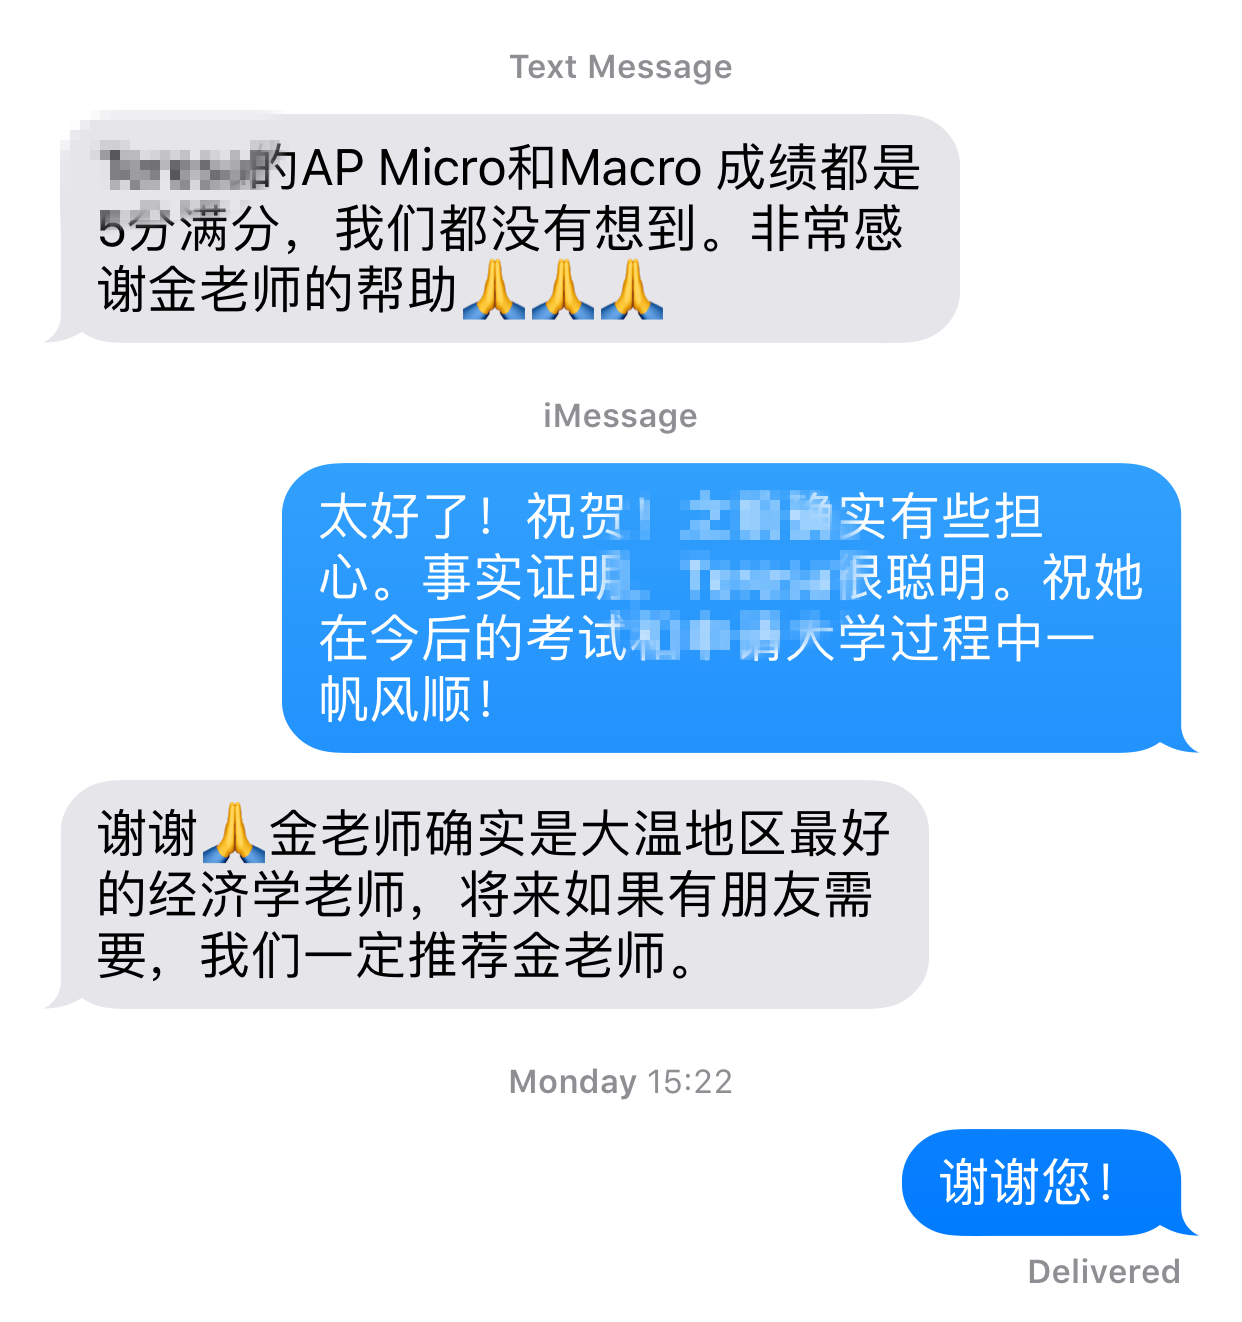 Text Message
的AP Micro和Macro 成绩都是
5分满分，我们都没有想到。非常感
谢金老师的帮助🙏🙏🙏
iMessage
太好了！祝贺！实有些担
心。事实证明，很聪明。祝她
在今后的考试和申请大学过程中一
帆风顺！
谢谢🙏金老师确实是大温地区最好
的经济学老师，将来如果有朋友需
要，我们一定推荐金老师。
Monday 15:22
谢谢您！
Delivered